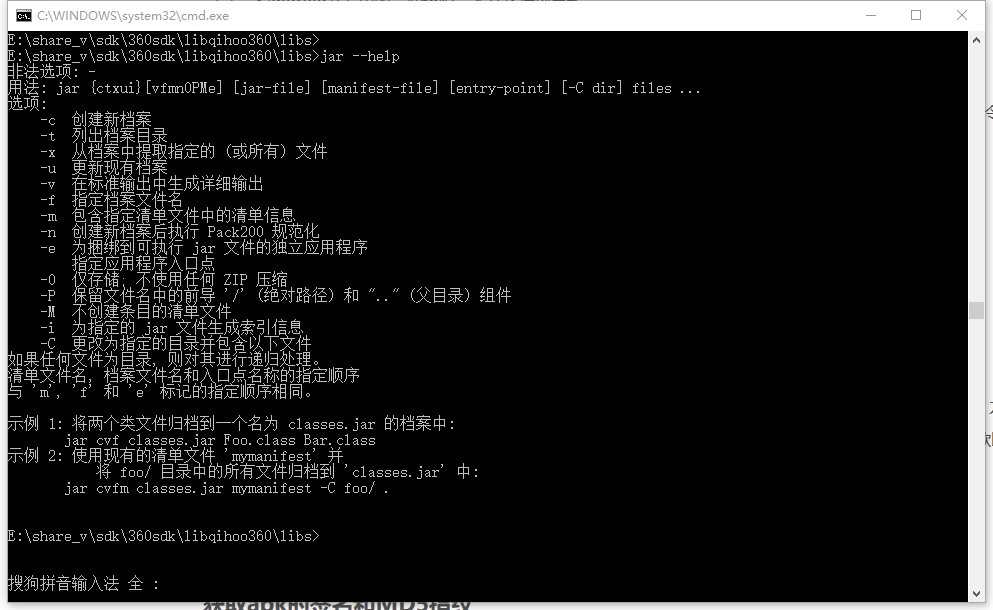 C:\WINDOWS\system32\cmd.exe
E:\share_v\sdk\360sdk\libqihoo360\libs>
E:\share_v\sdk\360sdk\libqihoo360\libs>jar --help
非法选项: -
用法: jar {ctxui}[vfmn0PMe] [jar-file] [manifest-file] [entry-point] [-C dir] files ...
选项:
-c 创建新档案
-t 列出档案目录
-x 从档案中提取指定的 (或所有) 文件
-u 更新现有档案
-v 在标准输出中生成详细输出
-f 指定档案文件名
-m 包含指定清单文件中的清单信息
-n 创建新档案后执行 Pack200 规范化
-e 为捆绑到可执行 jar 文件的独立应用程序
指定应用程序入口点
-0 仅存储; 不使用任何 ZIP 压缩
-P 保留文件名中的前导 '/' (绝对路径) 和 ".." (父目录) 组件
-M 不创建条目的清单文件
-i 为指定的 jar 文件生成索引信息
-C 更改为指定的目录并包含以下文件
如果任何文件为目录, 则对其进行递归处理。
清单文件名, 档案文件名和入口点名称的指定顺序
与 'm', 'f' 和 'e' 标记的指定顺序相同。
示例 1: 将两个类文件归档到一个名为 classes.jar 的档案中:
jar cvf classes.jar Foo.class Bar.class
示例 2: 使用现有的清单文件 'mymanifest' 并
将 foo/ 目录中的所有文件归档到 'classes.jar' 中:
jar cvfm classes.jar mymanifest -C foo/ .
E:\share_v\sdk\360sdk\libqihoo360\libs>
搜狗拼音输入法 全 :
获取apk的签名和MD5指纹